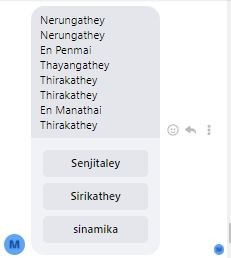 Nerungathey
Nerungathey
En Penmai
Thayangathey
Thirakathey
Thirakathey
En Manathai
Thirakathey
Senjitaley
Sirikathey
sinamika
M
M